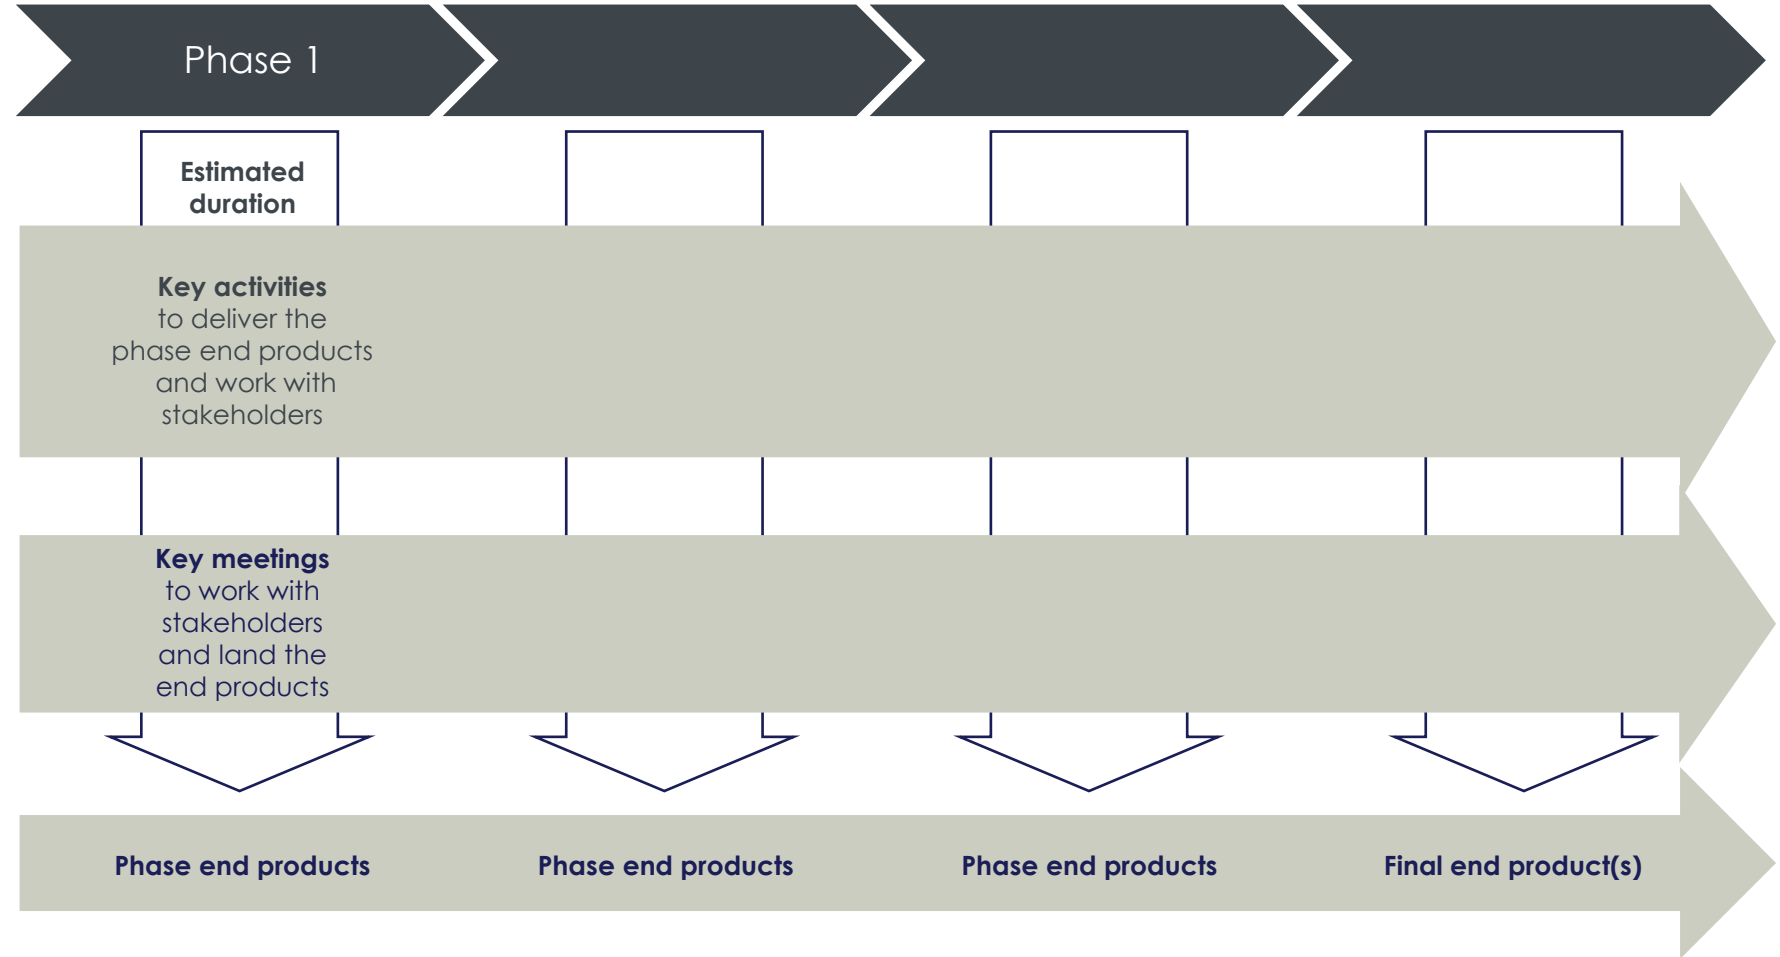 Phase 1
Estimated
duration
Key activities
to deliver the
phase end products
and work with
stakeholders
Key meetings
to work with
stakeholders
and land the
end products
Phase end products
Phase end products
Phase end products
Final end product(s)